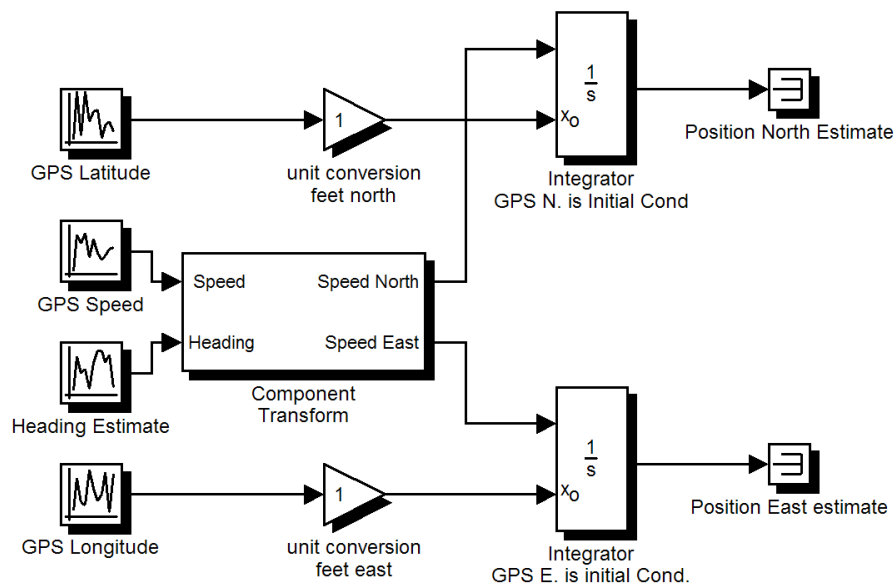 1
s
xo
GPS Latitude
1
unit conversion
feet north
Integrator
GPS N. is Initial Cond
Position North Estimate
GPS Speed
Speed
Speed North
Heading
Speed East
Component
Transform
Heading Estimate
1
s
xo
GPS Longitude
1
unit conversion
feet east
Integrator
GPS E. is initial Cond.
Position East estimate